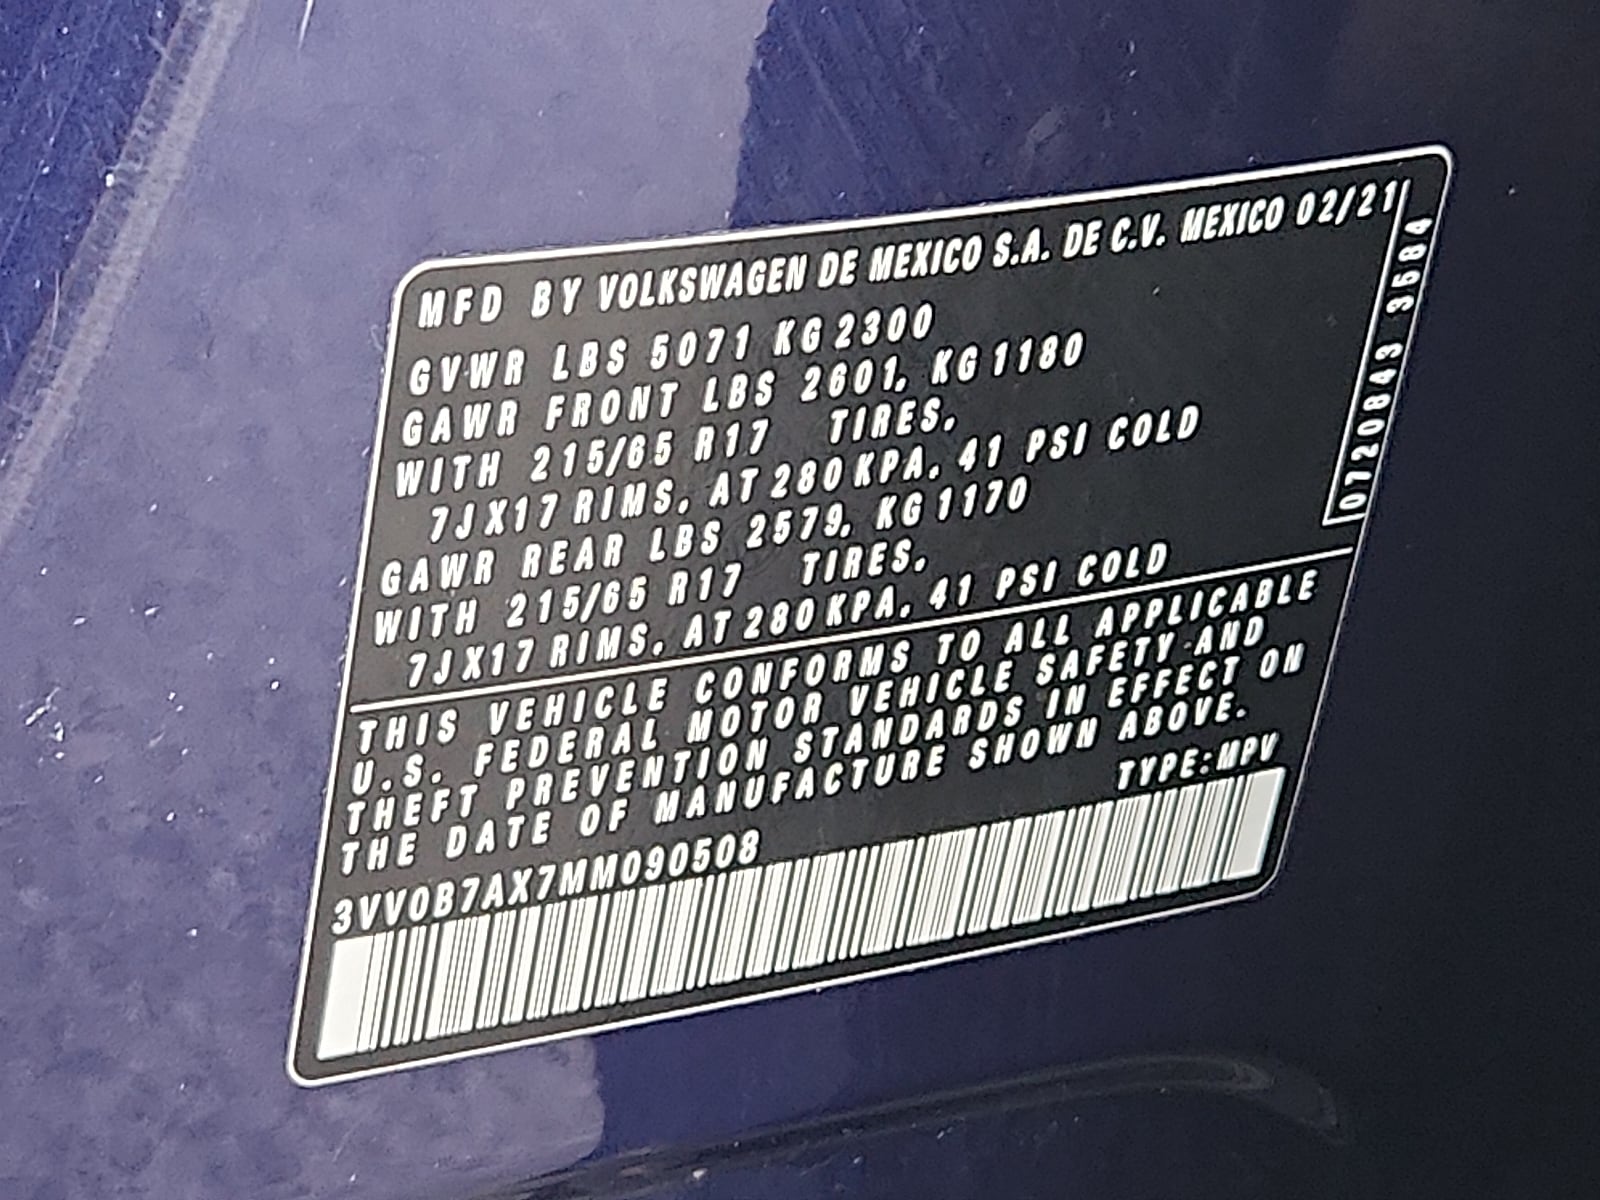 MFD BY VOLKSWAGEN DE MEXICO S.A. DE C.V. MEXICO 02/21
GVWR LBS 5071 KG 2300
GAWR FRONT LBS 2601, KG 1180
WITH 215/65 R17 TIRES,
7JX17 RIMS, AT 280 KPA, 41 PSI COLD
GAWR REAR LBS 2579, KG 1170
WITH 215/65 R17 TIRES,
7JX17 RIMS, AT 280 KPA, 41 PSI COLD
0720843 3584
THIS VEHICLE CONFORMS TO ALL APPLICABLE
U.S. FEDERAL MOTOR VEHICLE SAFETY AND
THEFT PREVENTION STANDARDS IN EFFECT ON
THE DATE OF MANUFACTURE SHOWN ABOVE.
TYPE:MPV
3VV0B7AX7MM090508